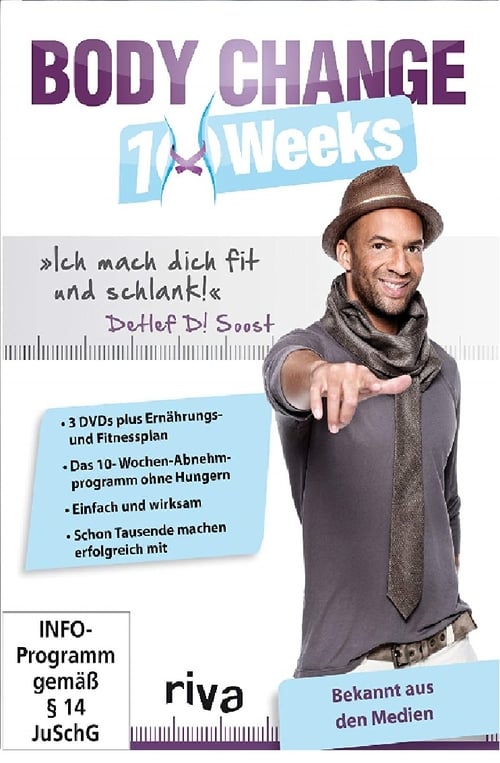 BODY CHANGE
10 Weeks
»Ich mach dich fit
und schlank!«
Detlef D! Soost
• 3 DVDs plus Ernährungs-
und Fitnessplan
• Das 10- Wochen-Abnehm-
programm ohne Hungern
• Einfach und wirksam
• Schon Tausende machen
erfolgreich mit
INFO-
Programm
gemäß
§ 14
JuSchG
riva
Bekannt aus
den Medien